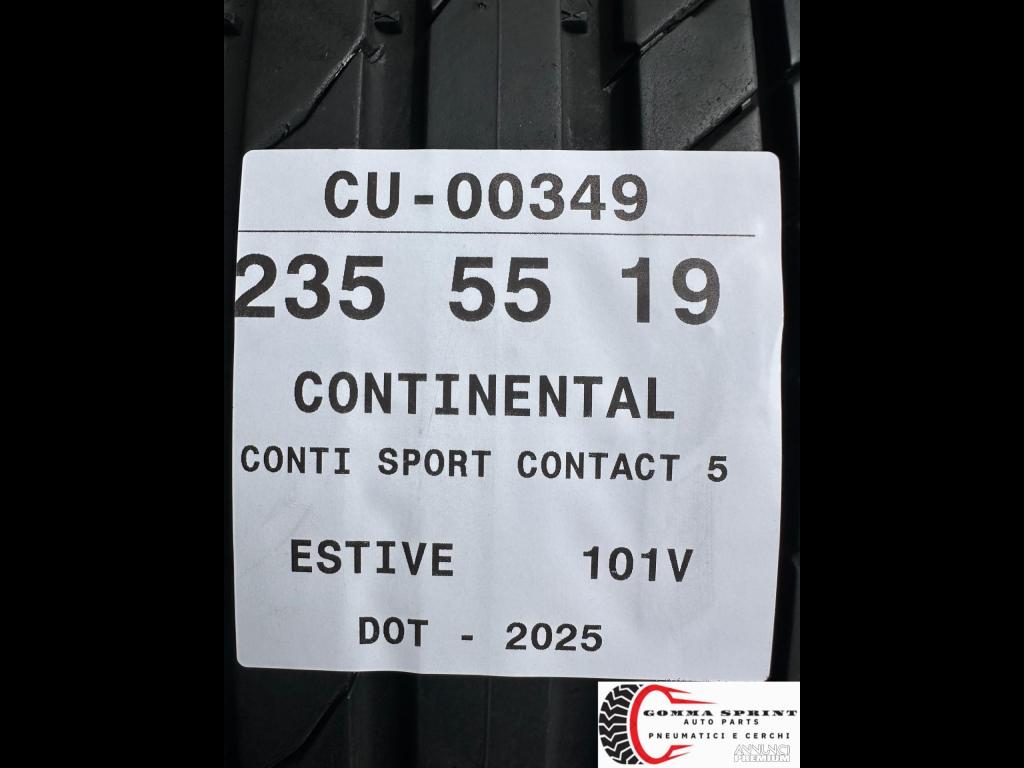 CU-00349
235 55 19
CONTINENTAL
CONTI SPORT CONTACT 5
ESTIVE 101V
DOT - 2025
GOMMA SPRINT
AUTO PARTS
PNEUMATICI E CERCHI
ANNUNCI
PREMIUM